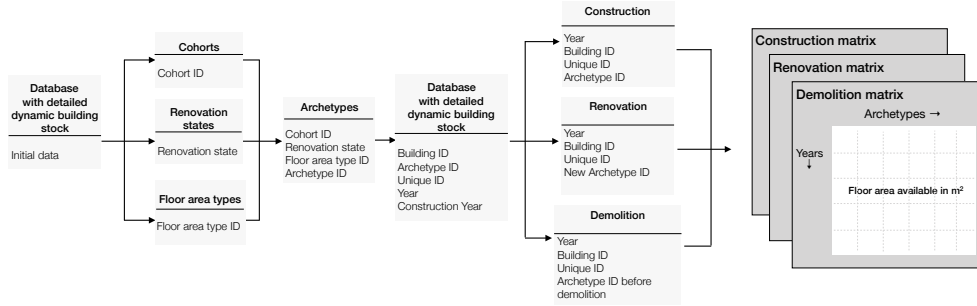 Database
with detailed
dynamic building
stock
Initial data
Cohorts
Cohort ID
Renovation
states
Renovation state
Floor area types
Floor area type ID
Archetypes
Cohort ID
Renovation state
Floor area type ID
Archetype ID
Database
with detailed
dynamic building
stock
Building ID
Archetype ID
Unique ID
Year
Construction Year
Construction
Year
Building ID
Unique ID
Archetype ID
Renovation
Year
Building ID
Unique ID
New Archetype ID
Demolition
Year
Building ID
Unique ID
Archetype ID before
demolition
Construction matrix
Renovation matrix
Demolition matrix
Archetypes →
Years
↓
Floor area available in m²